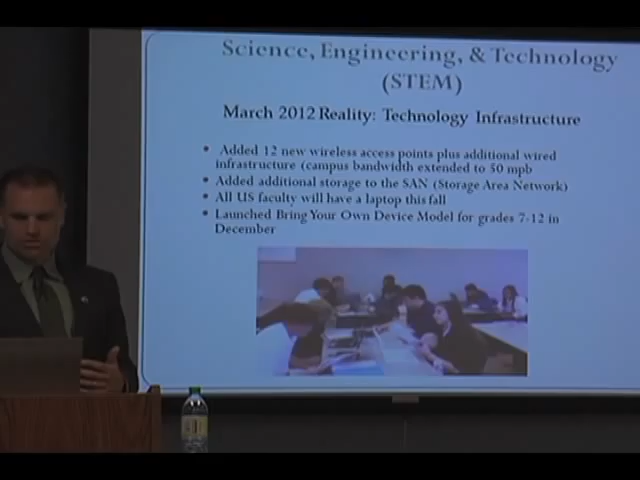 Science, Engineering, & Technology
(STEM)
March 2012 Reality: Technology Infrastructure
• Added 12 new wireless access points plus additional wired
infrastructure (campus bandwidth extended to 50 mpb
• Added additional storage to the SAN (Storage Area Network)
• All US faculty will have a laptop this fall
• Launched Bring Your Own Device Model for grades 7-12 in
December